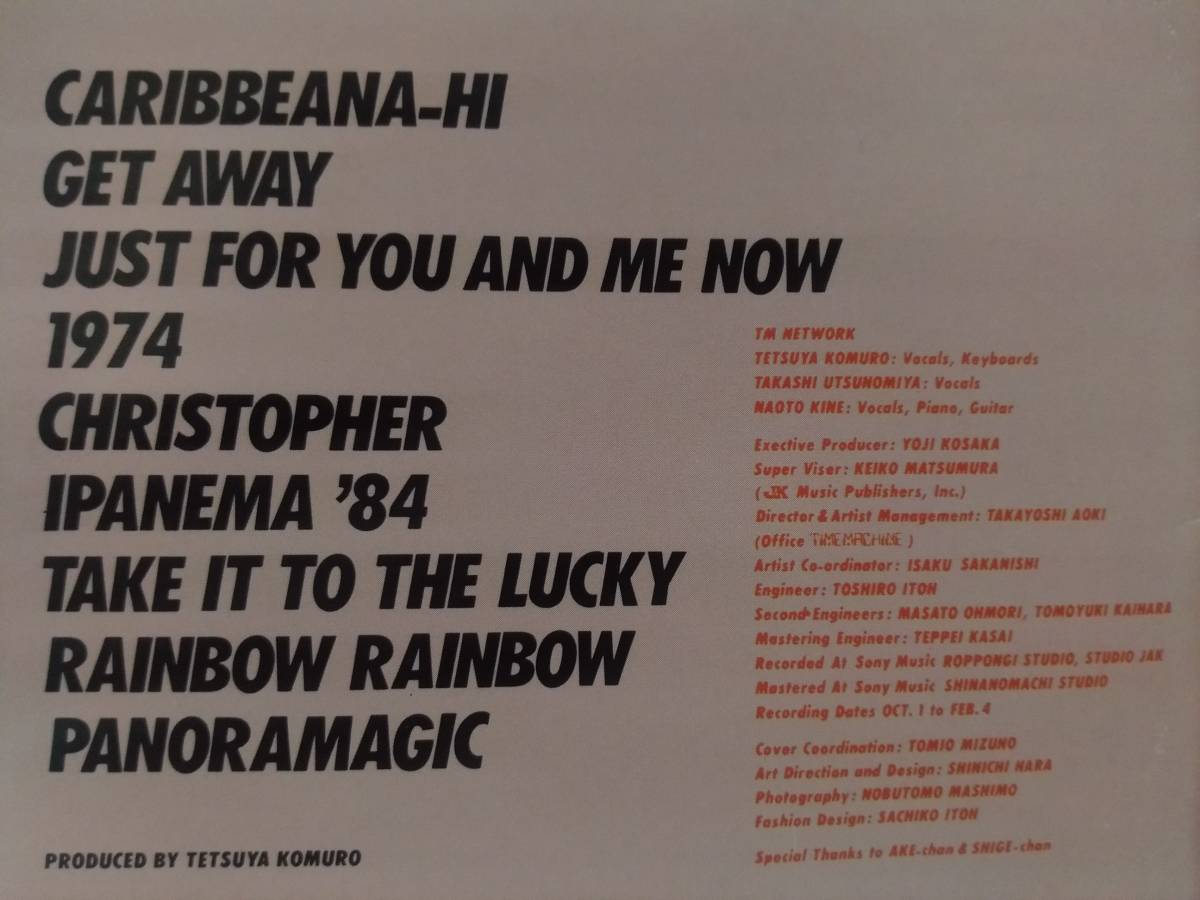 CARIBBEANA-HI
GET AWAY
JUST FOR YOU AND ME NOW
1974
CHRISTOPHER
IPANEMA ’84
TAKE IT TO THE LUCKY
RAINBOW RAINBOW
PANORAMAGIC
PRODUCED BY TETSUYA KOMURO
TM NETWORK
TETSUYA KOMURO: Vocals, Keyboards
TAKASHI UTSUNOMIYA: Vocals
NAOTO KINE: Vocals, Piano, Guitar
Exective Producer: YOJI KOSAKA
Super Viser: KEIKO MATSUMURA
(JK Music Publishers, Inc.)
Director & Artist Management: TAKAYOSHI AOKI
(Office TIMEMACHINE )
Artist Co-ordinator: ISAKU SAKANISHI
Engineer: TOSHIRO ITOH
Second Engineers: MASATO OHMORI, TOMOYUKI KAIHARA
Mastering Engineer: TEPPEI KASAI
Recorded At Sony Music ROPPONGI STUDIO, STUDIO JAK
Mastered At Sony Music SHINANOMACHI STUDIO
Recording Dates OCT. 1 to FEB. 4
Cover Coordination: TOMIO MIZUNO
Art Direction and Design: SHINICHI HARA
Photography: NOBUTOMO MASHIMO
Fashion Design: SACHIKO ITOH
Special Thanks to AKE-chan & SHIGE-chan